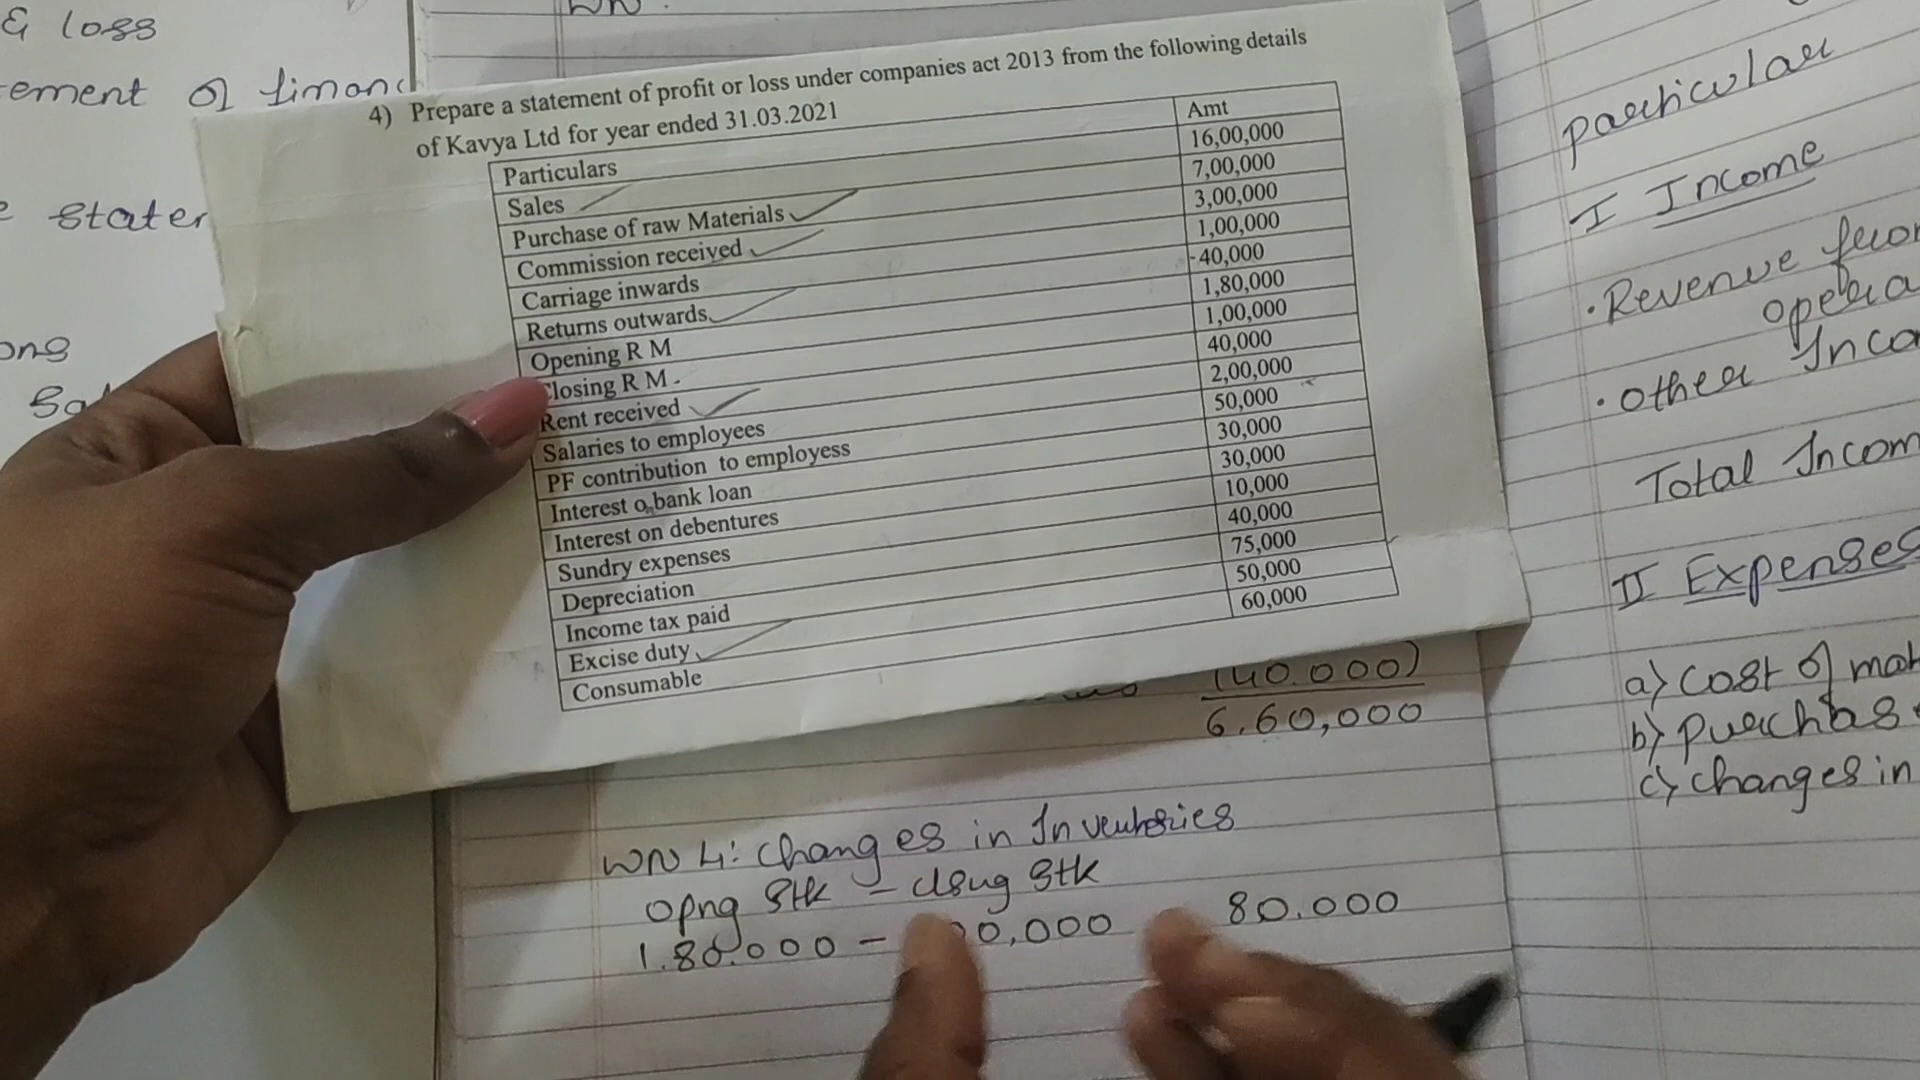 & loss
ement of financ
e stater
ons
Sa
4) Prepare a statement of profit or loss under companies act 2013 from the following details
of Kavya Ltd for year ended 31.03.2021
Particulars Amt
Sales 16,00,000
Purchase of raw Materials 7,00,000
Commission received 3,00,000
Carriage inwards 1,00,000
Returns outwards 40,000
Opening R M 1,80,000
Closing R M 1,00,000
Rent received 40,000
Salaries to employees 2,00,000
PF contribution to employess 50,000
Interest o bank loan 30,000
Interest on debentures 30,000
Sundry expenses 10,000
Depreciation 40,000
Income tax paid 75,000
Excise duty 50,000
Consumable 60,000
(40.000)
6,60,000
WN 4: Changes in Inventories
Opng Stk - clsng Stk
1.80.000 - 00,000 80.000
particular
I Income
• Revenue from
opera
• Other Inco
Total Incom
II Expenses
a) Cost of mat
b) purchas
c) changes in